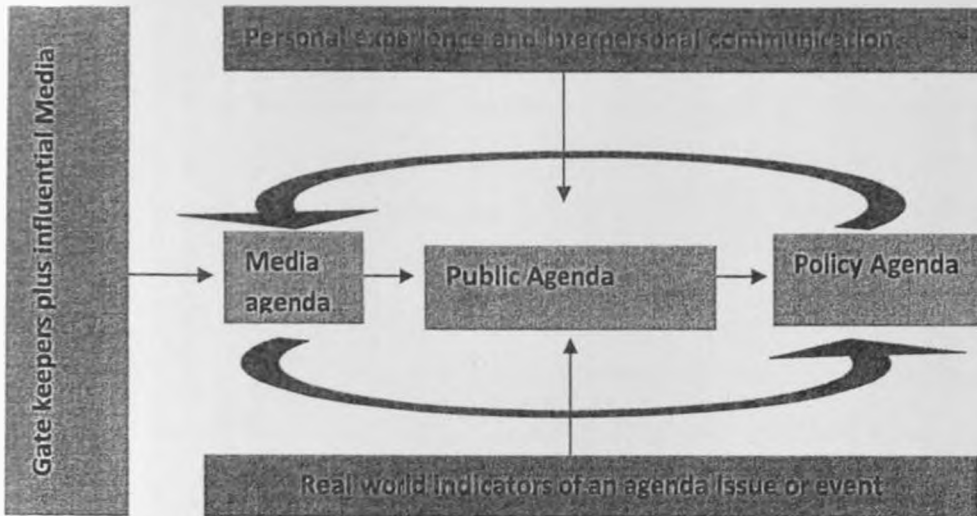 Gate keepers plus influential Media
Personal experience and interpersonal communication
Media
agenda
Public Agenda
Policy Agenda
Real world indicators of an agenda issue or event